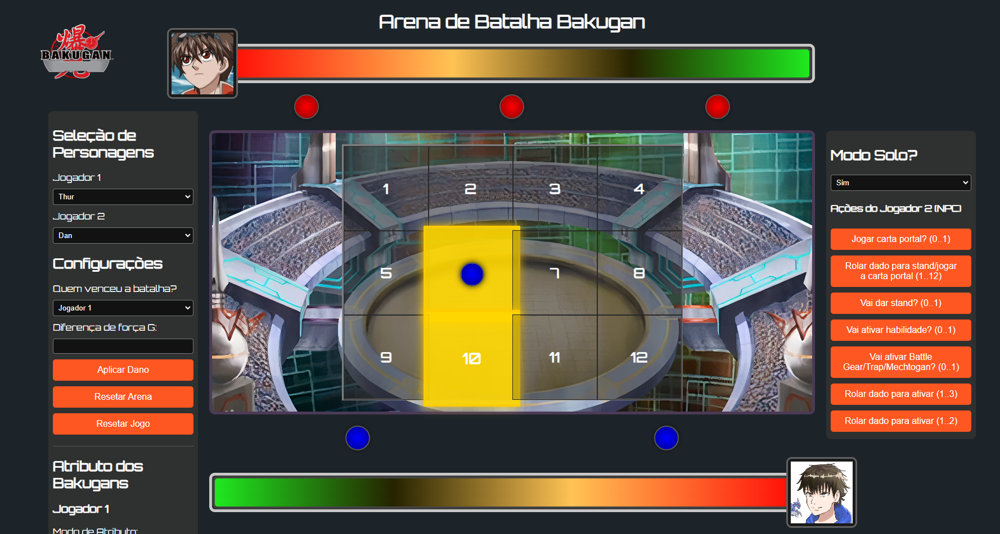 Arena de Batalha Bakugan
爆
BAKUGAN
Seleção de
Personagens
Jogador 1
Thur
Jogador 2
Dan
Configurações
Quem venceu a batalha?
Jogador 1
Diferença de força G:
Aplicar Dano
Resetar Arena
Resetar Jogo
Atributo dos
Bakugans
Jogador 1
Modo de Atributo:
1
2
3
4
5
7
8
9
10
11
12
Modo Solo?
Sim
Ações do Jogador 2 (NPC)
Jogar carta portal? (0..1)
Rolar dado para stand/jogar
a carta portal (1..12)
Vai dar stand? (0..1)
Vai ativar habilidade? (0..1)
Vai ativar Battle
Gear/Trap/Mechtogan? (0..1)
Rolar dado para ativar (1..3)
Rolar dado para ativar (1..2)